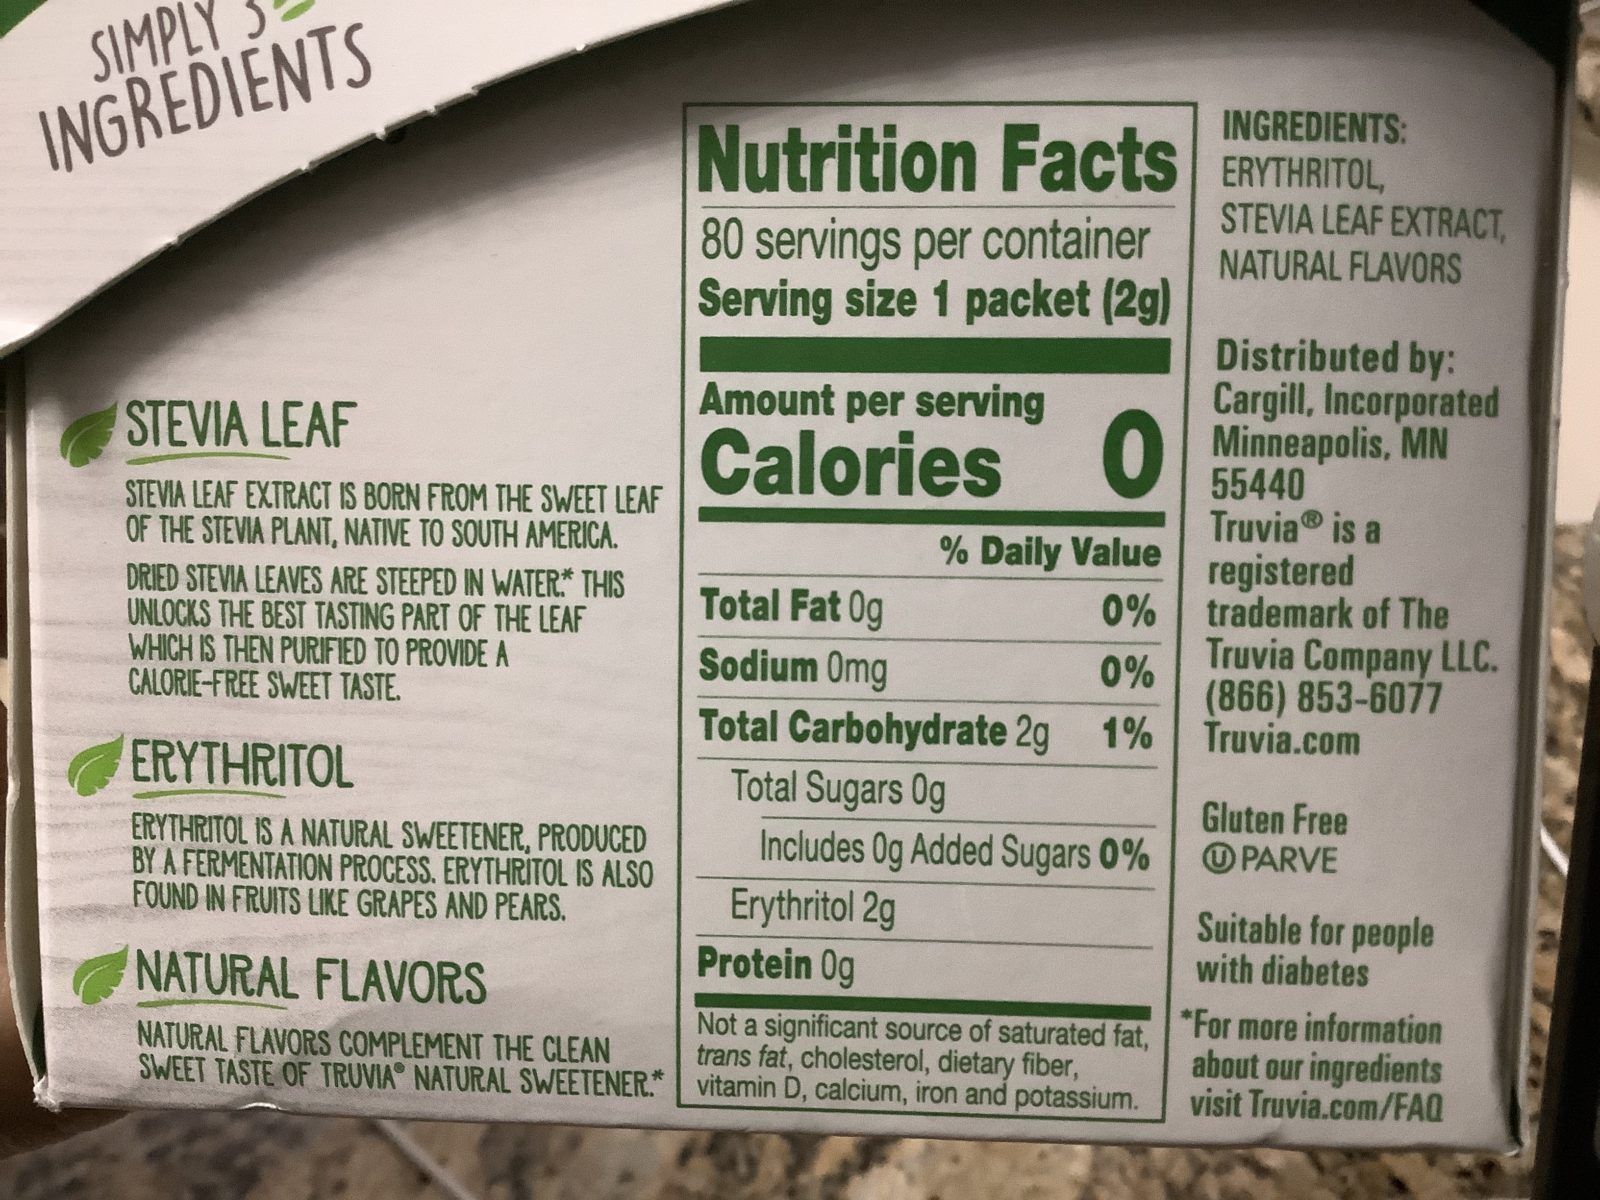 SIMPLY 3
INGREDIENTS
STEVIA LEAF
STEVIA LEAF EXTRACT IS BORN FROM THE SWEET LEAF
OF THE STEVIA PLANT, NATIVE TO SOUTH AMERICA.
DRIED STEVIA LEAVES ARE STEEPED IN WATER.* THIS
UNLOCKS THE BEST TASTING PART OF THE LEAF
WHICH IS THEN PURIFIED TO PROVIDE A
CALORIE-FREE SWEET TASTE.
ERYTHRITOL
ERYTHRITOL IS A NATURAL SWEETENER, PRODUCED
BY A FERMENTATION PROCESS. ERYTHRITOL IS ALSO
FOUND IN FRUITS LIKE GRAPES AND PEARS.
NATURAL FLAVORS
NATURAL FLAVORS COMPLEMENT THE CLEAN
SWEET TASTE OF TRUVIA® NATURAL SWEETENER.*
Nutrition Facts
80 servings per container
Serving size 1 packet (2g)
Amount per serving
Calories 0
% Daily Value
Total Fat 0g 0%
Sodium 0mg 0%
Total Carbohydrate 2g 1%
Total Sugars 0g
Includes 0g Added Sugars 0%
Erythritol 2g
Protein 0g
Not a significant source of saturated fat,
trans fat, cholesterol, dietary fiber,
vitamin D, calcium, iron and potassium.
INGREDIENTS:
ERYTHRITOL,
STEVIA LEAF EXTRACT,
NATURAL FLAVORS
Distributed by:
Cargill, Incorporated
Minneapolis, MN
55440
Truvia® is a
registered
trademark of The
Truvia Company LLC.
(866) 853-6077
Truvia.com
Gluten Free
Ⓤ PARVE
Suitable for people
with diabetes
*For more information
about our ingredients
visit Truvia.com/FAQ